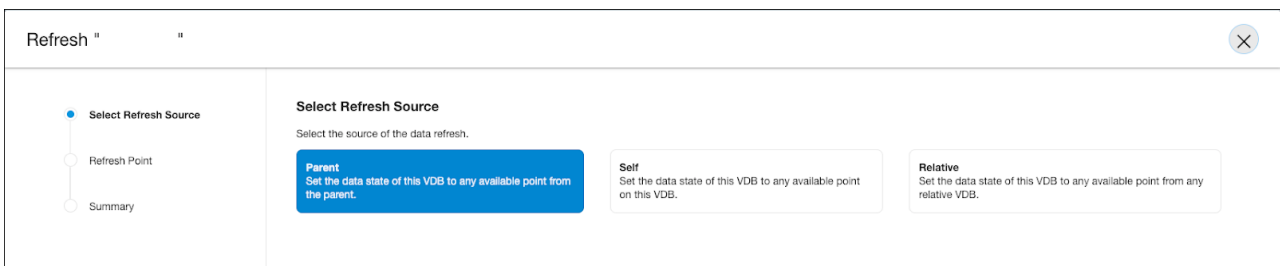 Refresh " "
Select Refresh Source
Refresh Point
Summary
Select Refresh Source
Select the source of the data refresh.
Parent
Set the data state of this VDB to any available point from
the parent.
Self
Set the data state of this VDB to any available point
on this VDB.
Relative
Set the data state of this VDB to any available point from any
relative VDB.